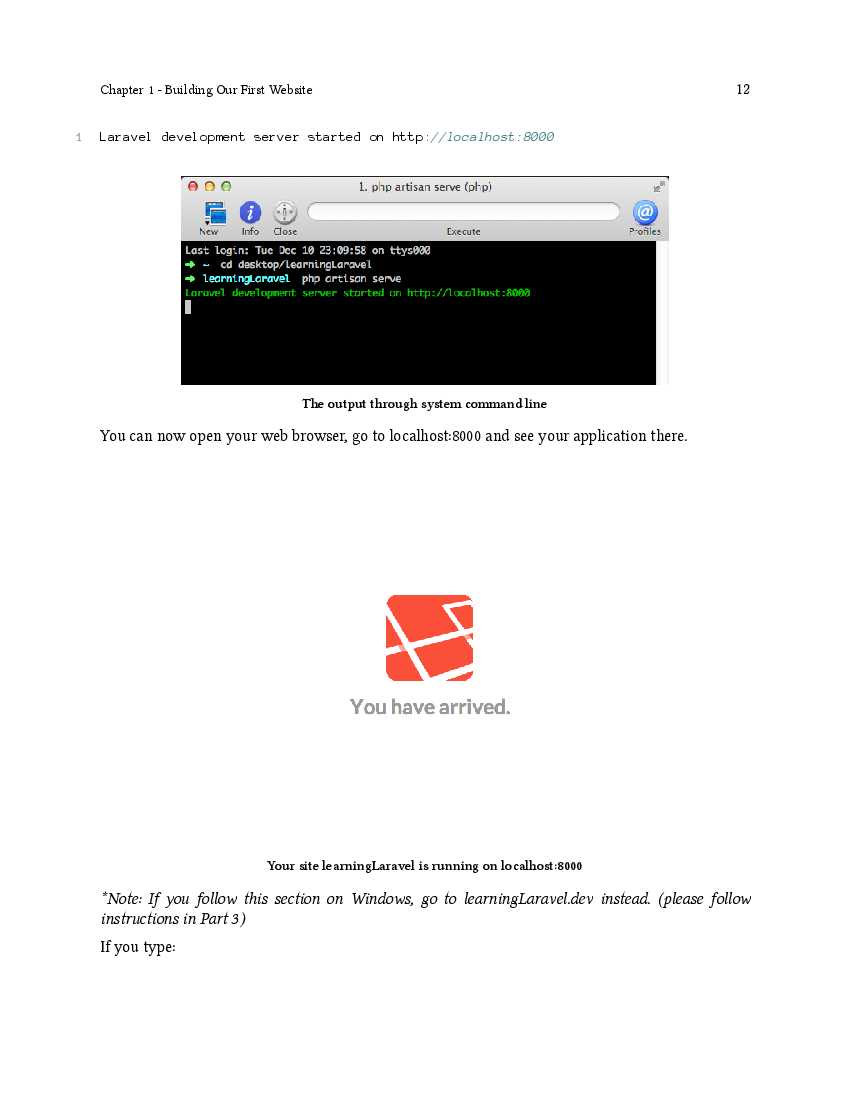 Chapter 1 - Building Our First Website 12
1 Laravel development server started on http://localhost:8000
1. php artisan serve (php)
New Info Close Execute Profiles
Last login: Tue Dec 10 23:09:58 on ttys000
➜ ~ cd desktop/learningLaravel
➜ learningLaravel php artisan serve
Laravel development server started on http://localhost:8000
The output through system command line
You can now open your web browser, go to localhost:8000 and see your application there.
You have arrived.
Your site learningLaravel is running on localhost:8000
*Note: If you follow this section on Windows, go to learningLaravel.dev instead. (please follow
instructions in Part 3)
If you type: